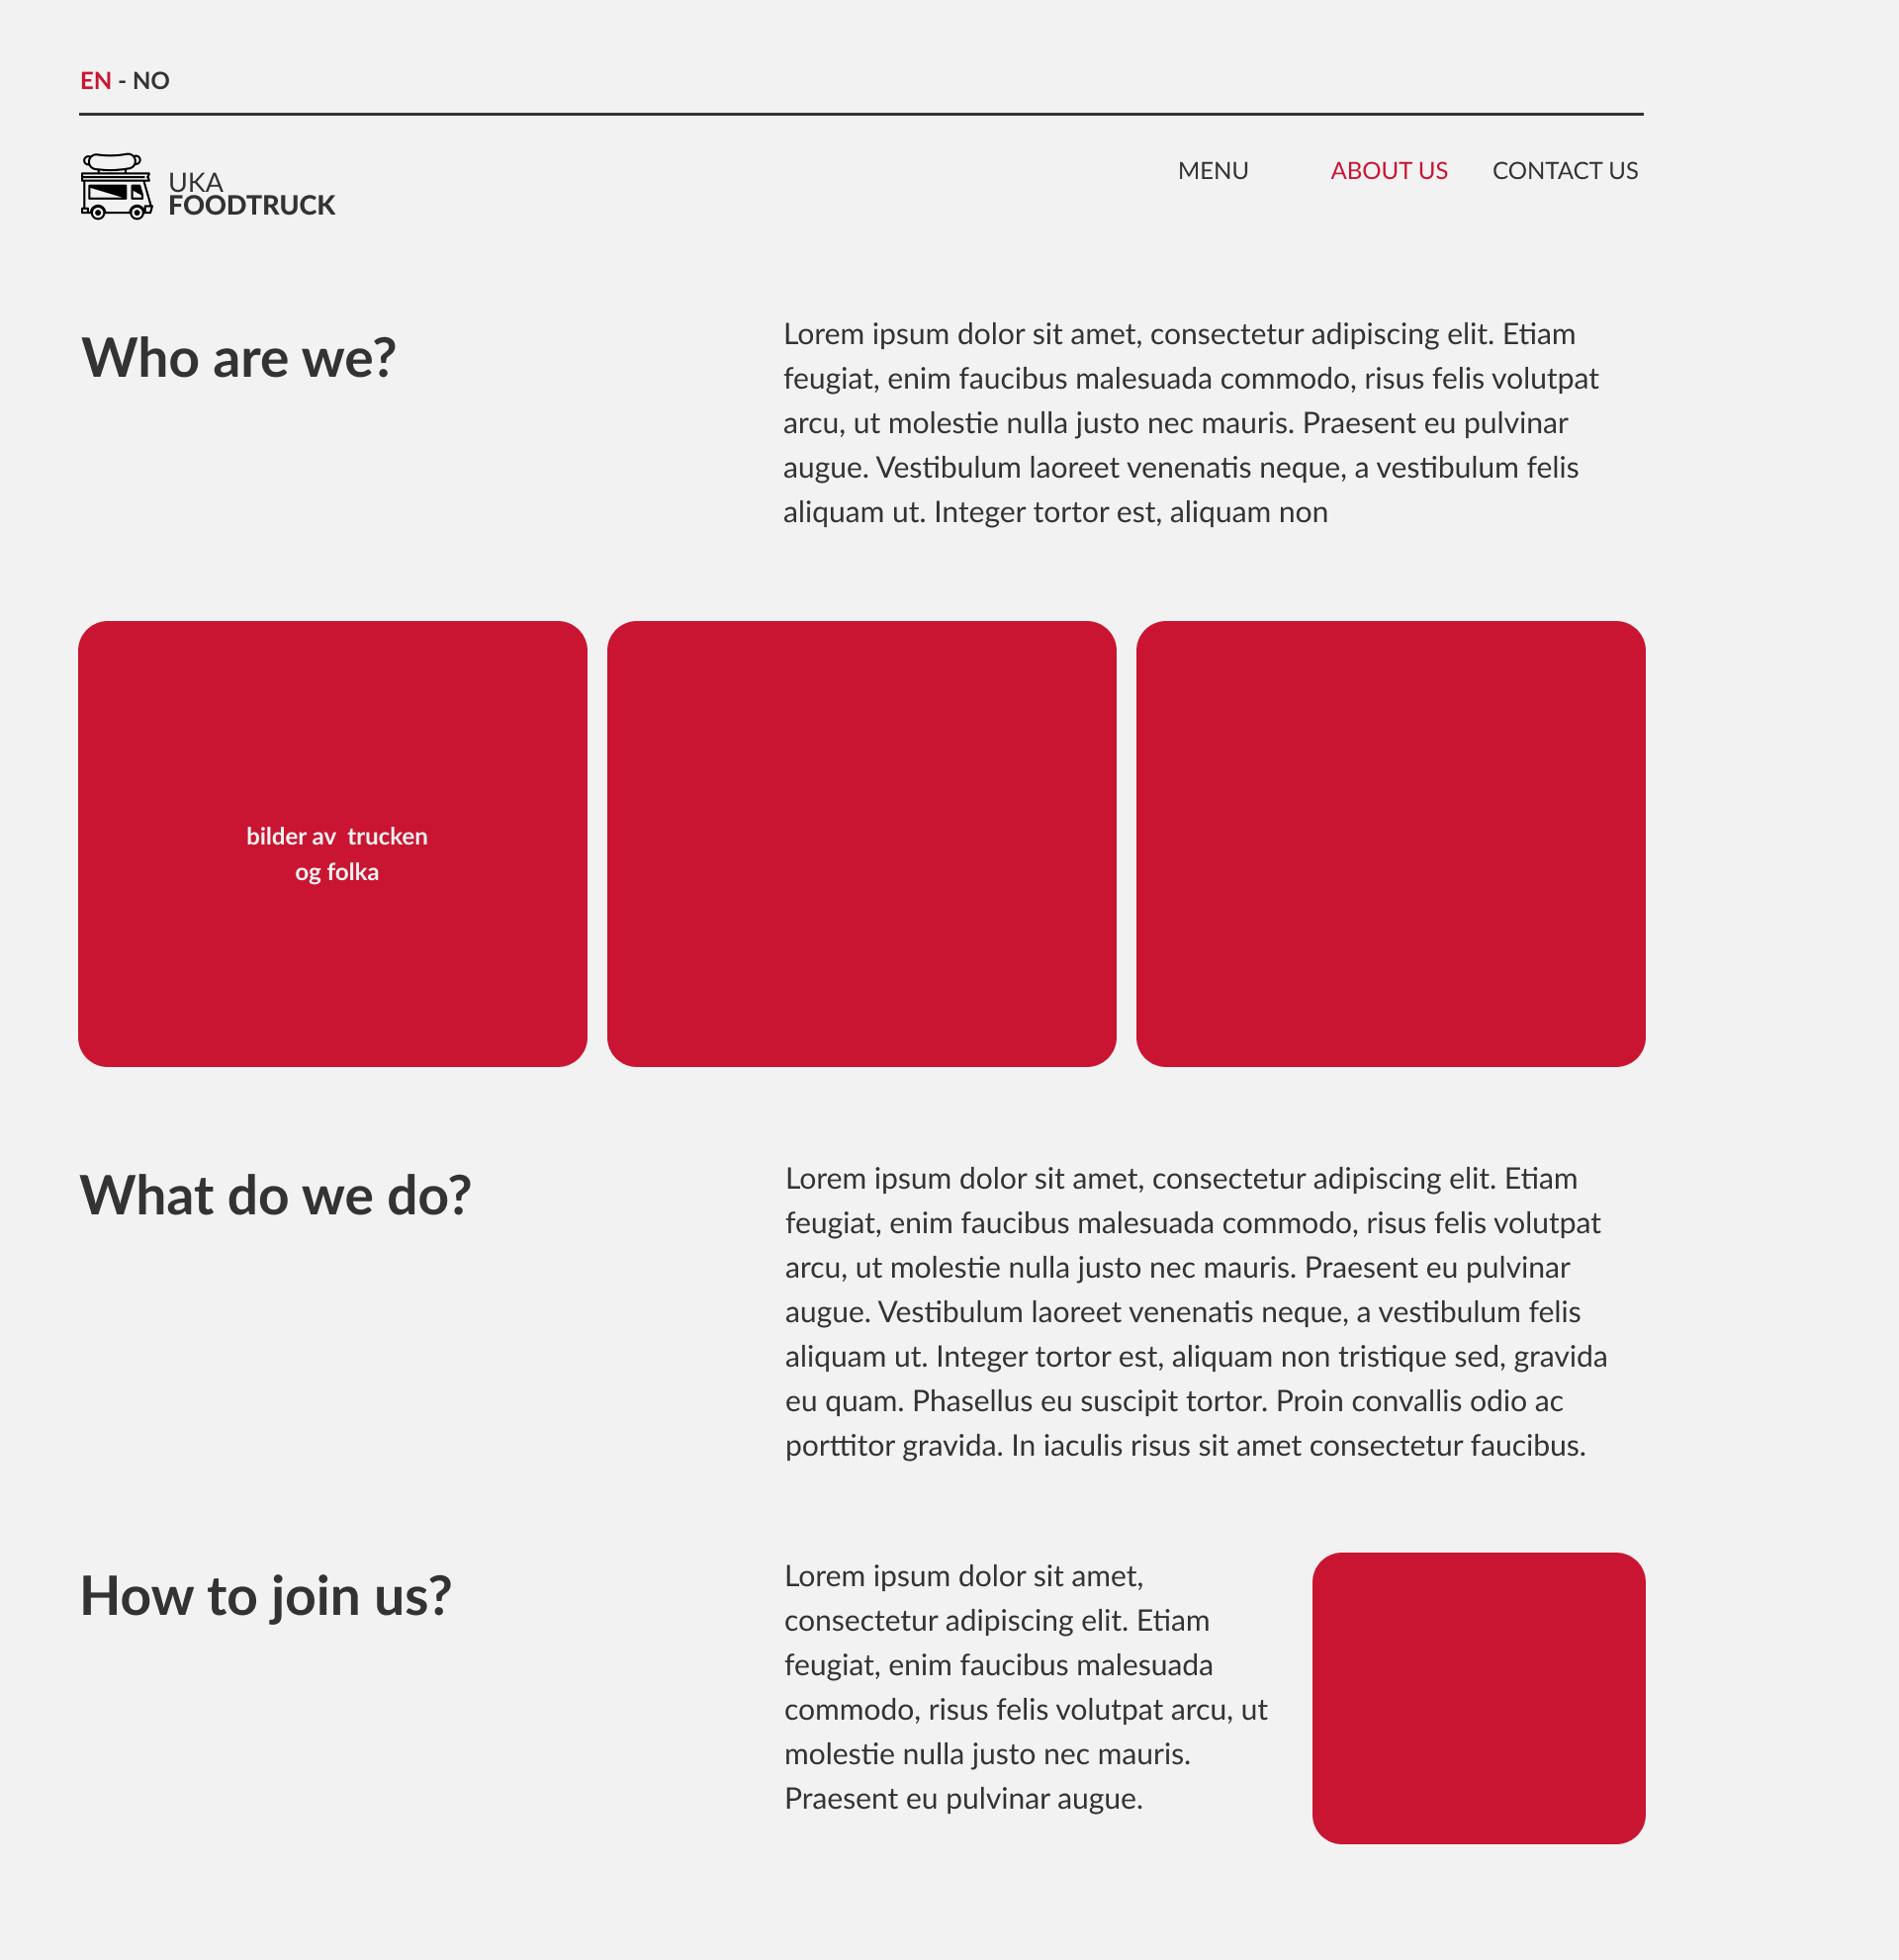 EN - NO
UKA
FOODTRUCK
MENU
ABOUT US
CONTACT US
Who are we?
Lorem ipsum dolor sit amet, consectetur adipiscing elit. Etiam
feugiat, enim faucibus malesuada commodo, risus felis volutpat
arcu, ut molestie nulla justo nec mauris. Praesent eu pulvinar
augue. Vestibulum laoreet venenatis neque, a vestibulum felis
aliquam ut. Integer tortor est, aliquam non
bilder av trucken
og folka
What do we do?
Lorem ipsum dolor sit amet, consectetur adipiscing elit. Etiam
feugiat, enim faucibus malesuada commodo, risus felis volutpat
arcu, ut molestie nulla justo nec mauris. Praesent eu pulvinar
augue. Vestibulum laoreet venenatis neque, a vestibulum felis
aliquam ut. Integer tortor est, aliquam non tristique sed, gravida
eu quam. Phasellus eu suscipit tortor. Proin convallis odio ac
porttitor gravida. In iaculis risus sit amet consectetur faucibus.
How to join us?
Lorem ipsum dolor sit amet,
consectetur adipiscing elit. Etiam
feugiat, enim faucibus malesuada
commodo, risus felis volutpat arcu, ut
molestie nulla justo nec mauris.
Praesent eu pulvinar augue.